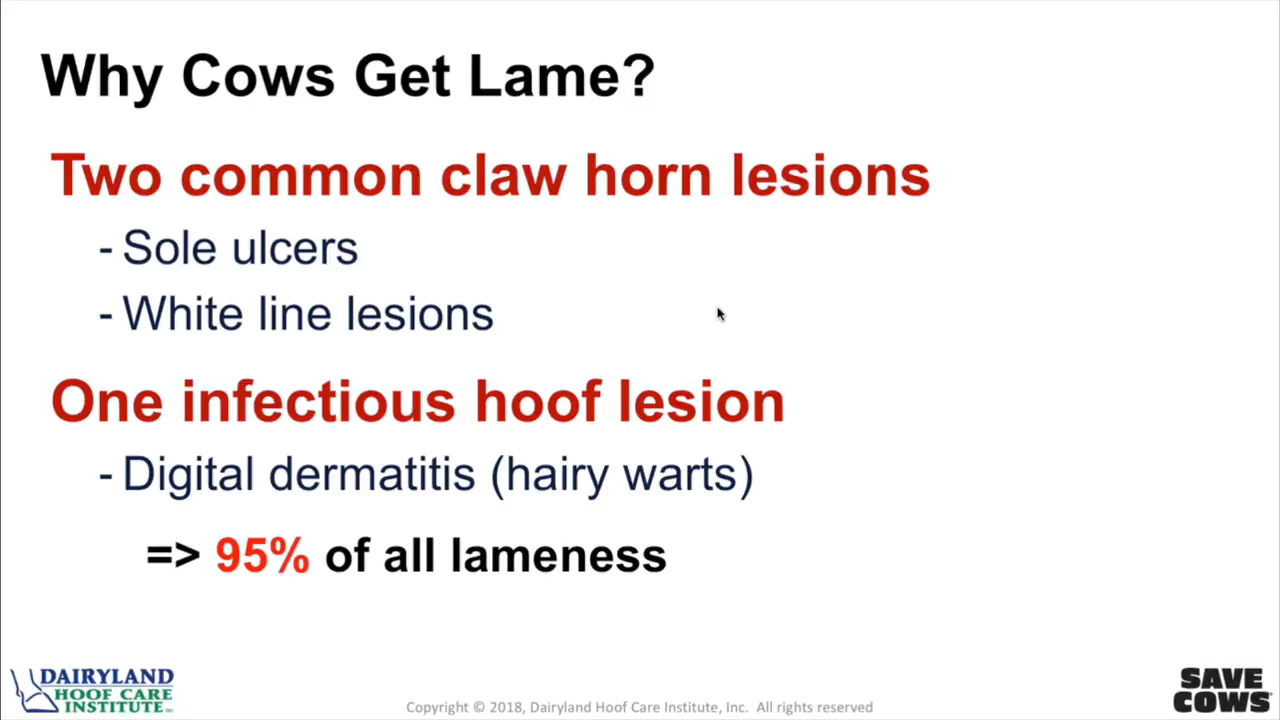 Why Cows Get Lame?
Two common claw horn lesions
- Sole ulcers
- White line lesions
One infectious hoof lesion
- Digital dermatitis (hairy warts)
=> 95% of all lameness
DAIRYLAND
HOOF CARE
INSTITUTE INC.
Copyright © 2018, Dairyland Hoof Care Institute, Inc. All rights reserved
SAVE
COWS